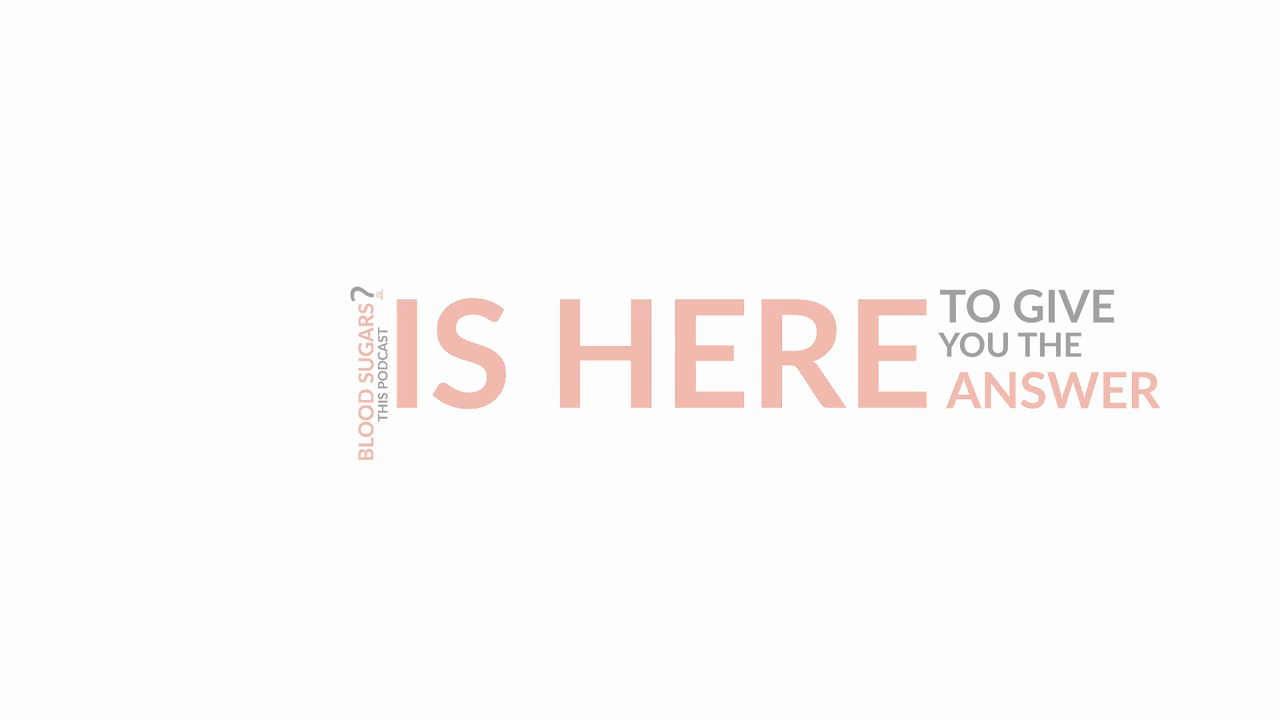 BLOOD SUGARS?
THIS PODCAST
IS HERE
TO GIVE
YOU THE
ANSWER